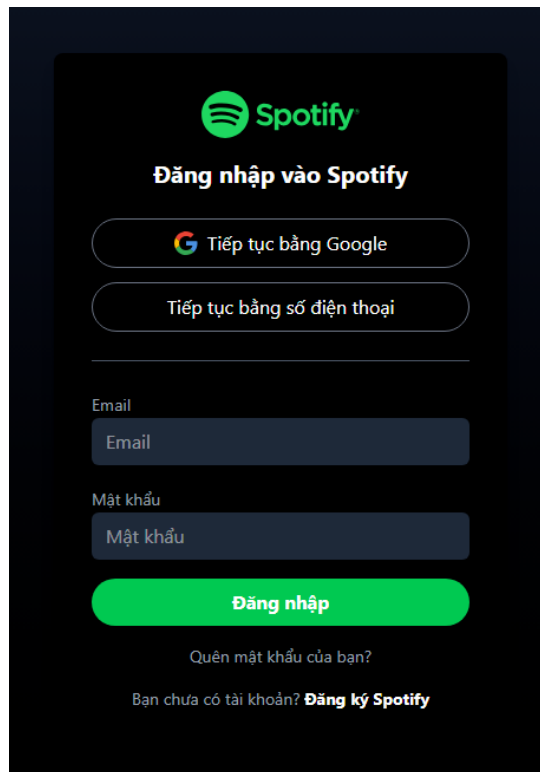 Spotify
Đăng nhập vào Spotify
Tiếp tục bằng Google
Tiếp tục bằng số điện thoại
Email
Email
Mật khẩu
Mật khẩu
Đăng nhập
Quên mật khẩu của bạn?
Bạn chưa có tài khoản? Đăng ký Spotify